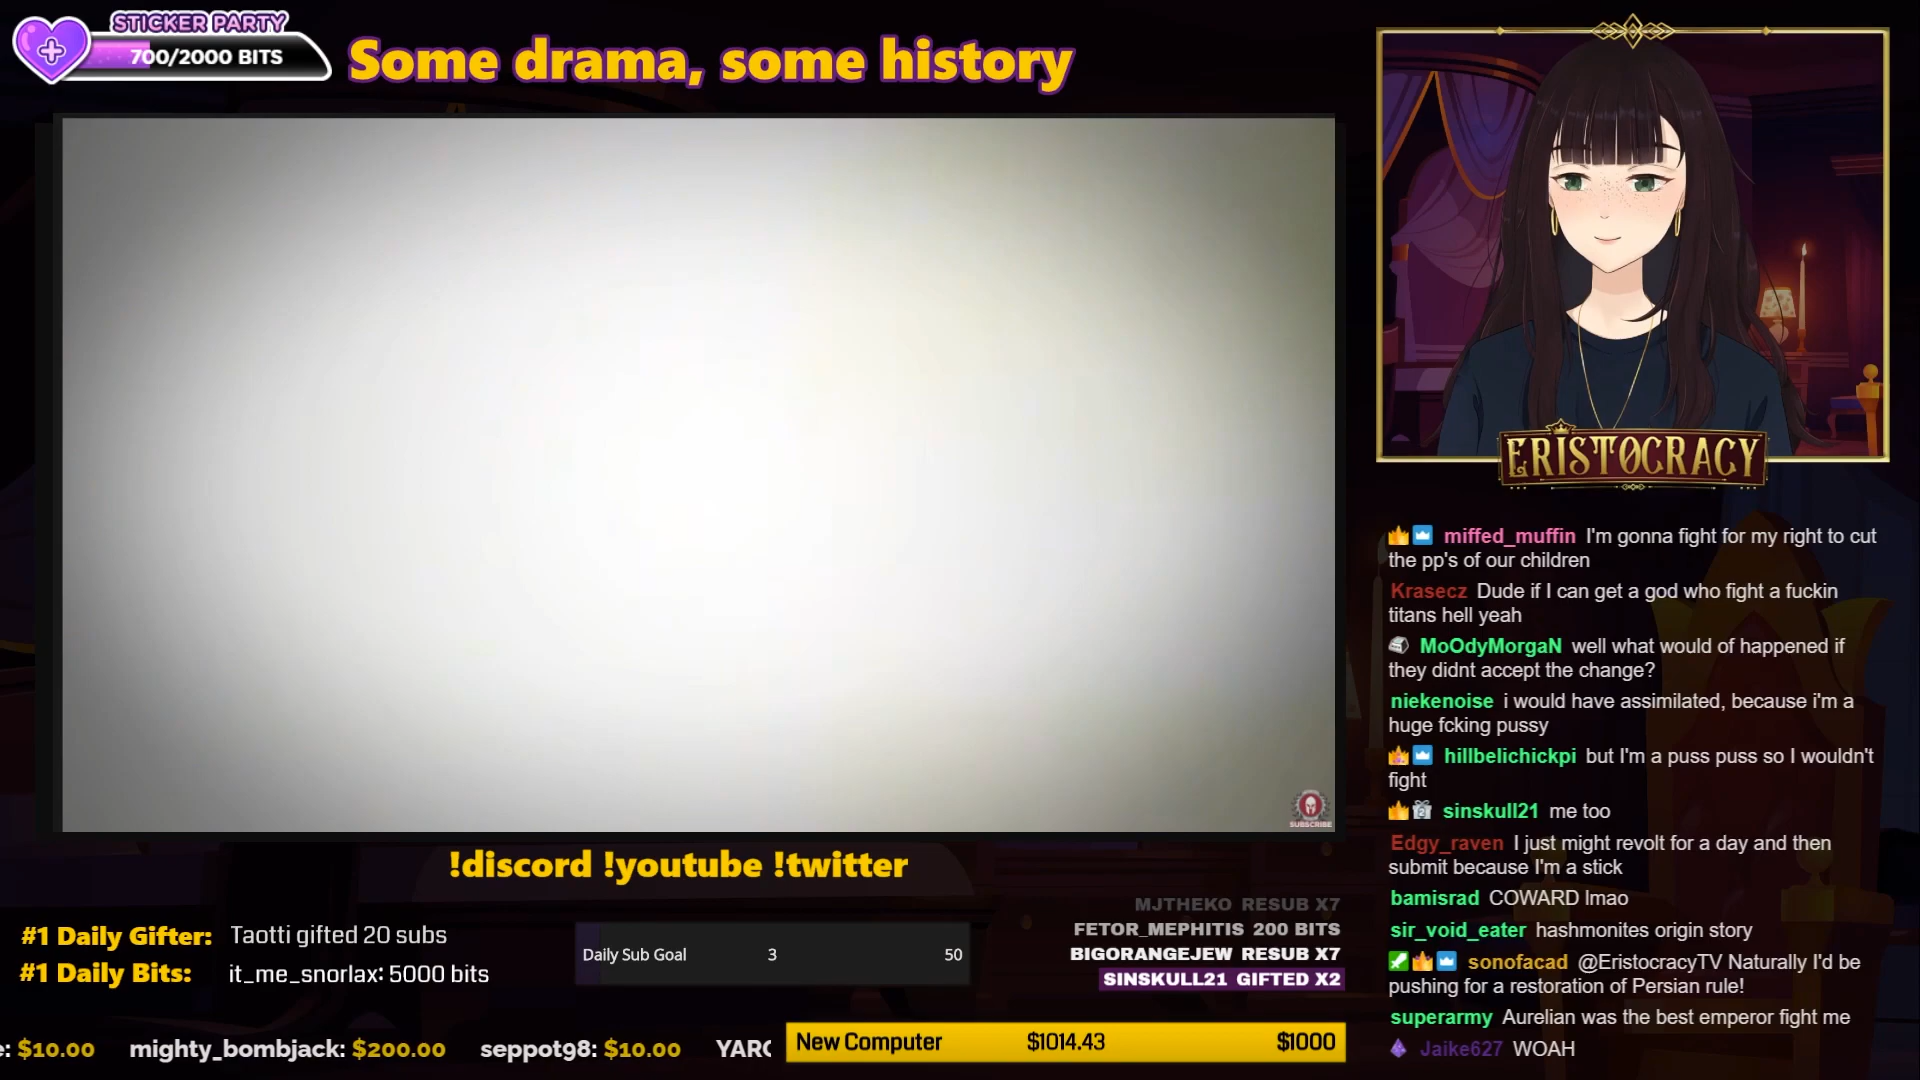 STICKER PARTY
700/2000 BITS
Some drama, some history
SUBSCRIBE
ERISTOCRACY
miffed_muffin I'm gonna fight for my right to cut
the pp's of our children
Krasecz Dude if I can get a god who fight a fuckin
titans hell yeah
MoOdyMorgaN well what would of happened if
they didnt accept the change?
niekenoise i would have assimilated, because i'm a
huge fcking pussy
hillbelichickpi but I'm a puss puss so I wouldn't
fight
sinskull21 me too
Edgy_raven I just might revolt for a day and then
submit because I'm a stick
bamisrad COWARD lmao
sir_void_eater hashmonites origin story
sonofacad @EristocracyTV Naturally I'd be
pushing for a restoration of Persian rule!
superarmy Aurelian was the best emperor fight me
Jaike627 WOAH
!discord !youtube !twitter
#1 Daily Gifter: Taotti gifted 20 subs
#1 Daily Bits: it_me_snorlax: 5000 bits
Daily Sub Goal 3 50
MJTHEKO RESUB X7
FETOR_MEPHITIS 200 BITS
BIGORANGEJEW RESUB X7
SINSKULL21 GIFTED X2
e: $10.00 mighty_bombjack: $200.00 seppot98: $10.00
New Computer $1014.43 $1000